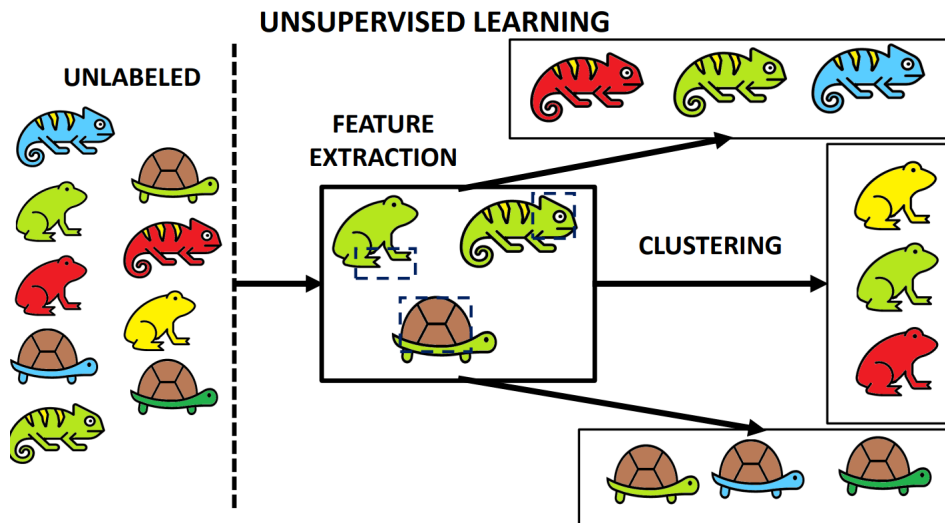 UNSUPERVISED LEARNING
UNLABELED
FEATURE
EXTRACTION
CLUSTERING